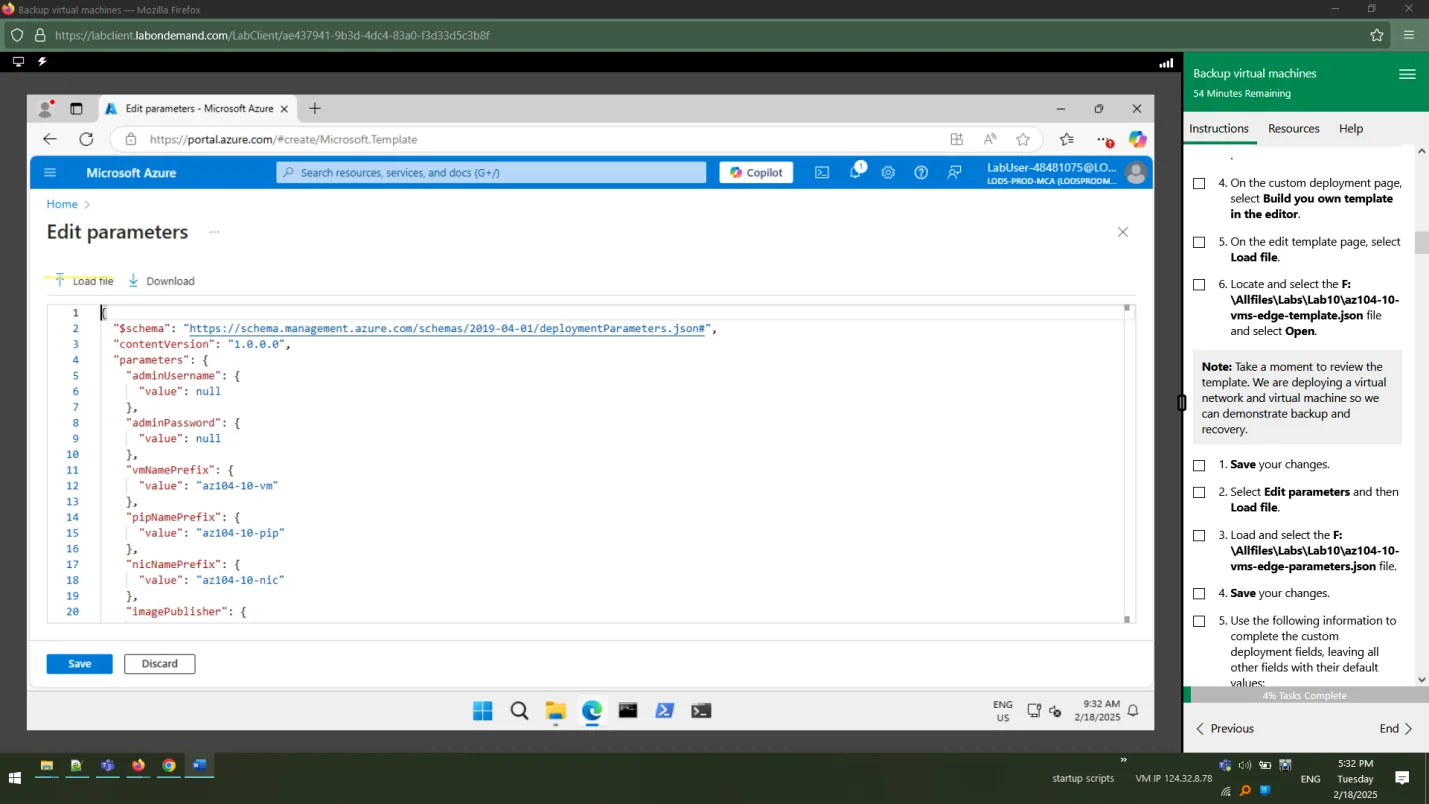 Backup virtual machines — Mozilla Firefox
https://labclient.labondemand.com/LabClient/ae437941-9b3d-4dc4-83a0-f3d33d5c3b8f
Edit parameters - Microsoft Azure
https://portal.azure.com/#create/Microsoft.Template
Microsoft Azure
Search resources, services, and docs (G+/)
Copilot
1
LabUser-48481075@LO...
LODS-PROD-MCA (LODSPRODM...
Home >
Edit parameters ...
Load file
Download
1 {
2 "$schema": "https://schema.management.azure.com/schemas/2019-04-01/deploymentParameters.json#",
3 "contentVersion": "1.0.0.0",
4 "parameters": {
5 "adminUsername": {
6 "value": null
7 },
8 "adminPassword": {
9 "value": null
10 },
11 "vmNamePrefix": {
12 "value": "az104-10-vm"
13 },
14 "pipNamePrefix": {
15 "value": "az104-10-pip"
16 },
17 "nicNamePrefix": {
18 "value": "az104-10-nic"
19 },
20 "imagePublisher": {
Save
Discard
ENG
US
9:32 AM
2/18/2025
Backup virtual machines
54 Minutes Remaining
Instructions
Resources
Help
.
4. On the custom deployment page,
select Build you own template
in the editor.
5. On the edit template page, select
Load file.
6. Locate and select the F:
\Allfiles\Labs\Lab10\az104-10-
vms-edge-template.json file
and select Open.
Note: Take a moment to review the
template. We are deploying a virtual
network and virtual machine so we
can demonstrate backup and
recovery.
1. Save your changes.
2. Select Edit parameters and then
Load file.
3. Load and select the F:
\Allfiles\Labs\Lab10\az104-10-
vms-edge-parameters.json file.
4. Save your changes.
5. Use the following information to
complete the custom
deployment fields, leaving all
other fields with their default
values:
4% Tasks Complete
< Previous
End >
startup scripts
»
VM IP 124.32.8.78
ENG
5:32 PM
Tuesday
2/18/2025